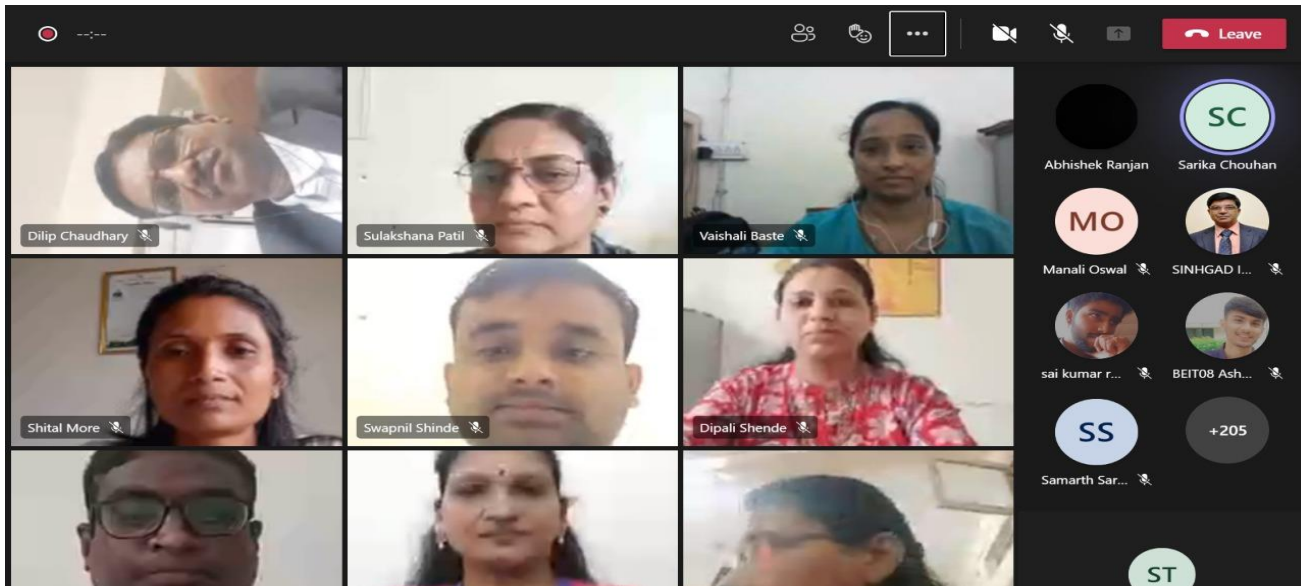 --:--
Leave
Dilip Chaudhary
Sulakshana Patil
Vaishali Baste
Shital More
Swapnil Shinde
Dipali Shende
SC
Abhishek Ranjan
Sarika Chouhan
MO
Manali Oswal
SINHGAD I...
sai kumar r...
BEIT08 Ash...
SS
+205
Samarth Sar...
ST